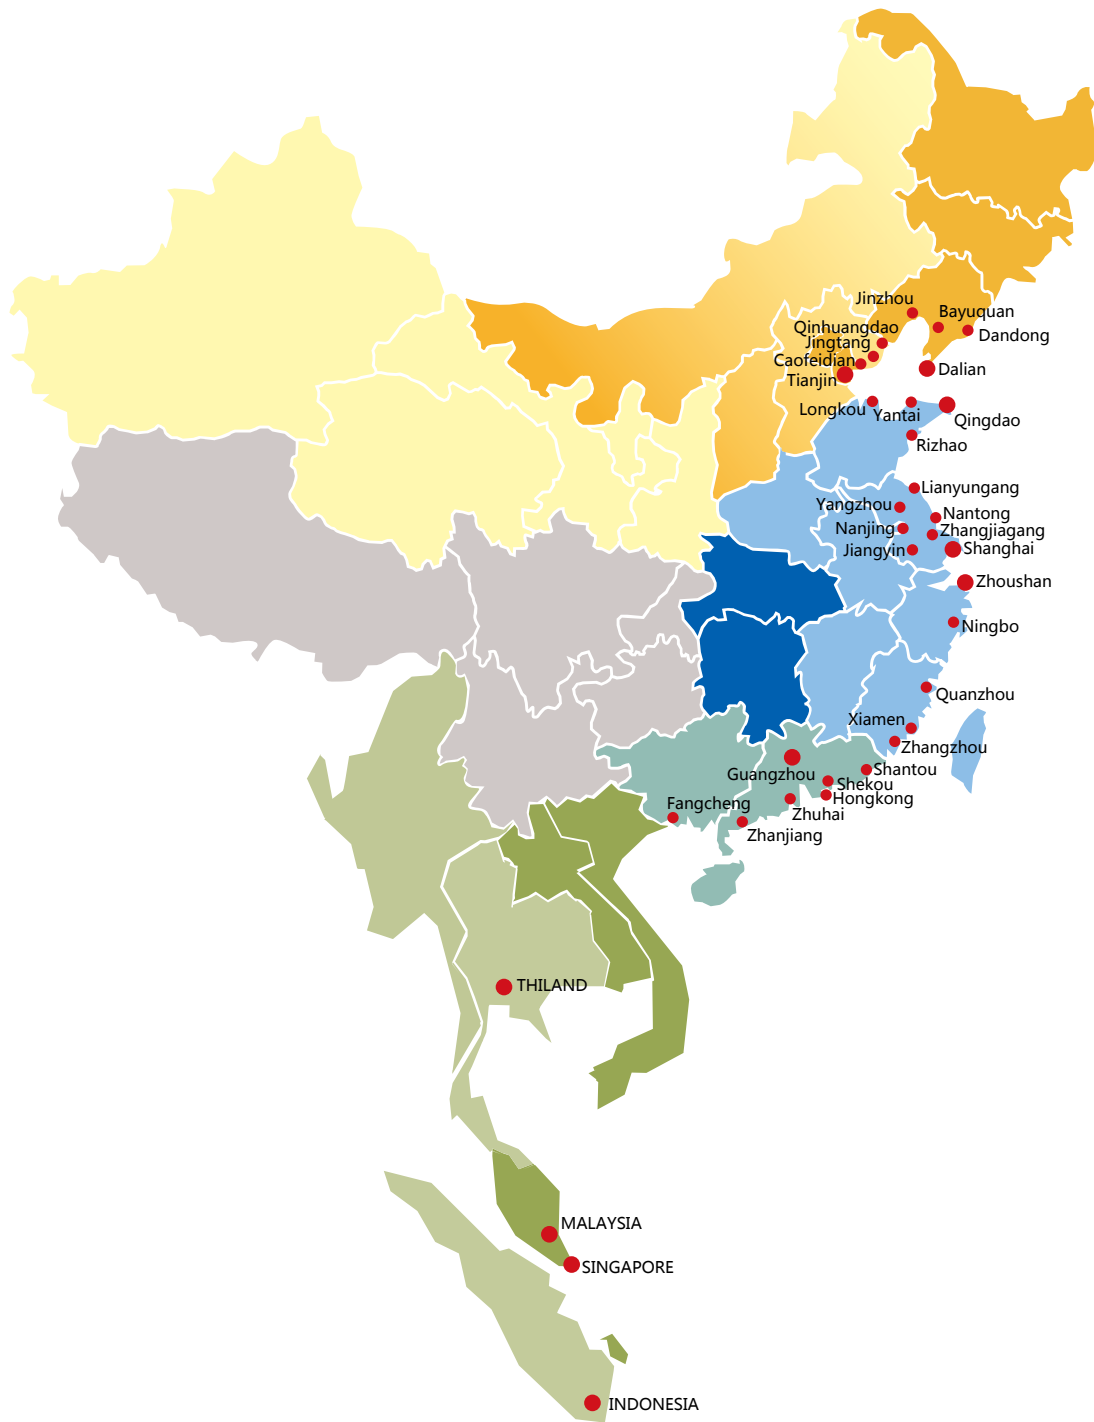 Jinzhou
Bayuquan
Qinhuangdao
Dandong
Jingtang
Caofeidian
Dalian
Tianjin
Longkou
Yantai
Qingdao
Rizhao
Lianyungang
Yangzhou
Nantong
Nanjing
Zhangjiagang
Jiangyin
Shanghai
Zhoushan
Ningbo
Quanzhou
Xiamen
Zhangzhou
Shantou
Guangzhou
Shekou
Hongkong
Fangcheng
Zhuhai
Zhanjiang
THILAND
MALAYSIA
SINGAPORE
INDONESIA